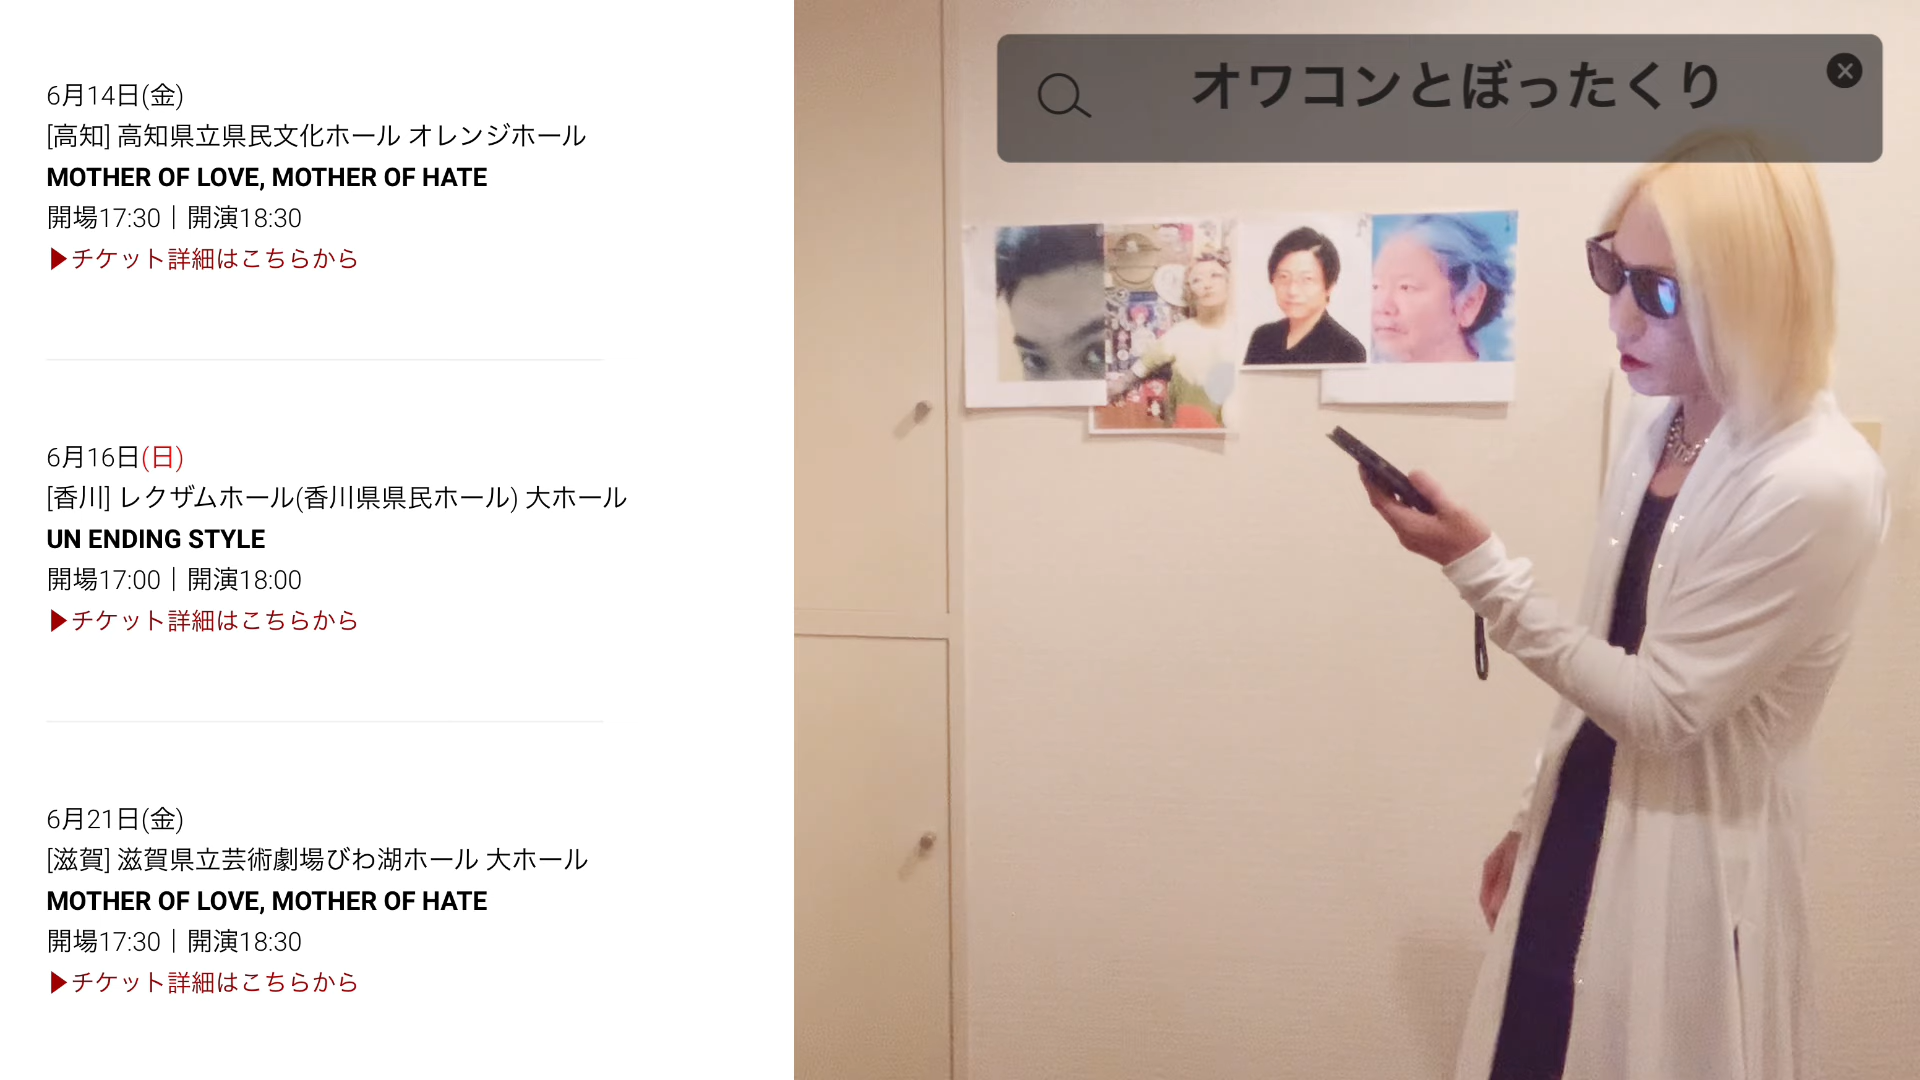 6月14日(金)
[高知] 高知県立県民文化ホール オレンジホール
MOTHER OF LOVE, MOTHER OF HATE
開場17:30｜開演18:30
▶チケット詳細はこちらから
6月16日(日)
[香川] レクザムホール(香川県県民ホール) 大ホール
UN ENDING STYLE
開場17:00｜開演18:00
▶チケット詳細はこちらから
6月21日(金)
[滋賀] 滋賀県立芸術劇場びわ湖ホール 大ホール
MOTHER OF LOVE, MOTHER OF HATE
開場17:30｜開演18:30
▶チケット詳細はこちらから
オワコンとぼったくり